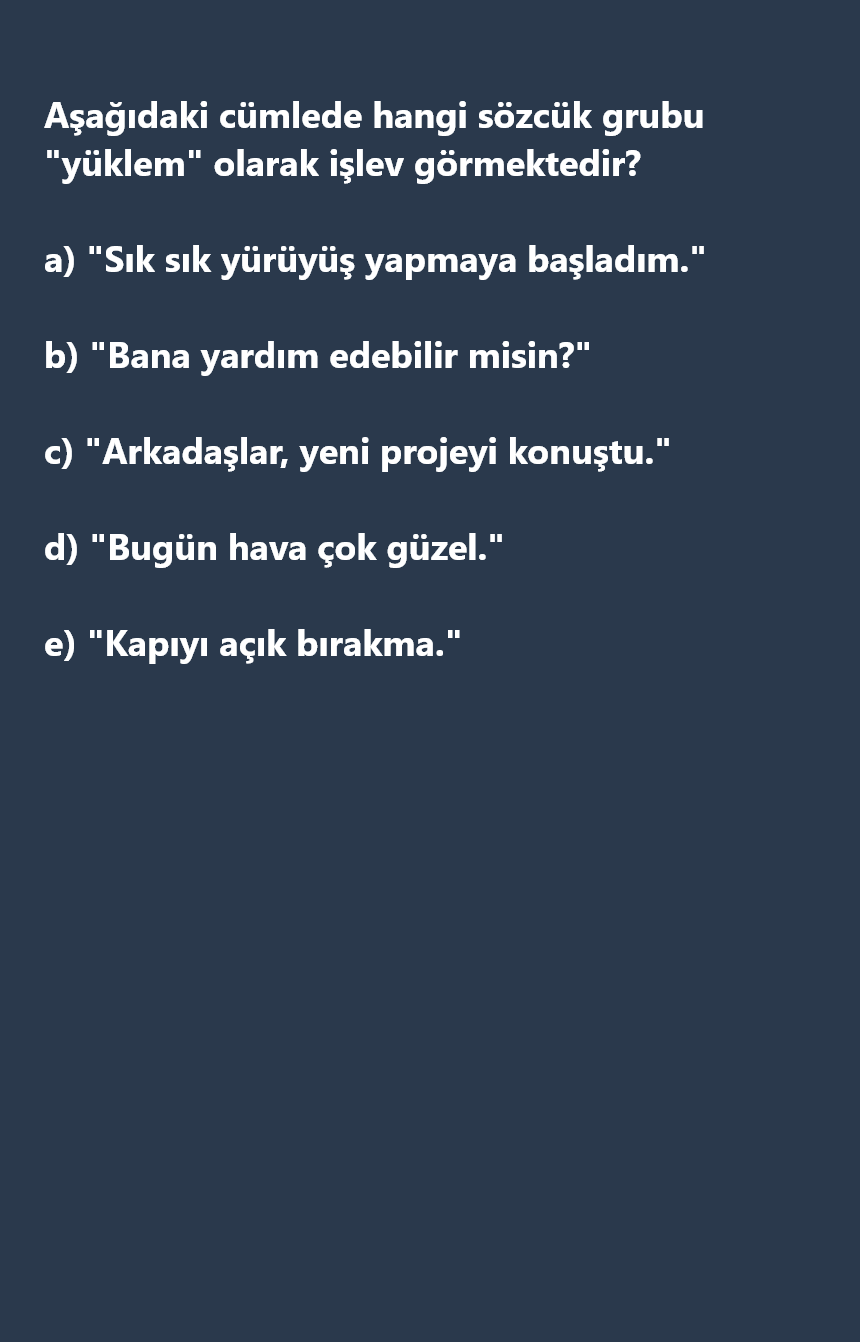 Aşağıdaki cümlede hangi sözcük grubu
"yüklem" olarak işlev görmektedir?
a) "Sık sık yürüyüş yapmaya başladım."
b) "Bana yardım edebilir misin?"
c) "Arkadaşlar, yeni projeyi konuştu."
d) "Bugün hava çok güzel."
e) "Kapıyı açık bırakma."